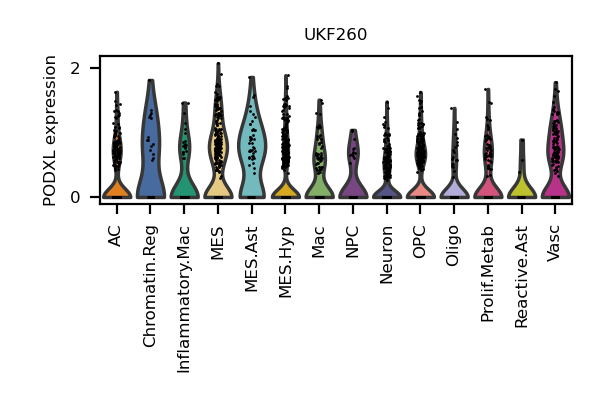 UKF260
PODXL expression
2
0
AC
Chromatin.Reg
Inflammatory.Mac
MES
MES.Ast
MES.Hyp
Mac
NPC
Neuron
OPC
Oligo
Prolif.Metab
Reactive.Ast
Vasc